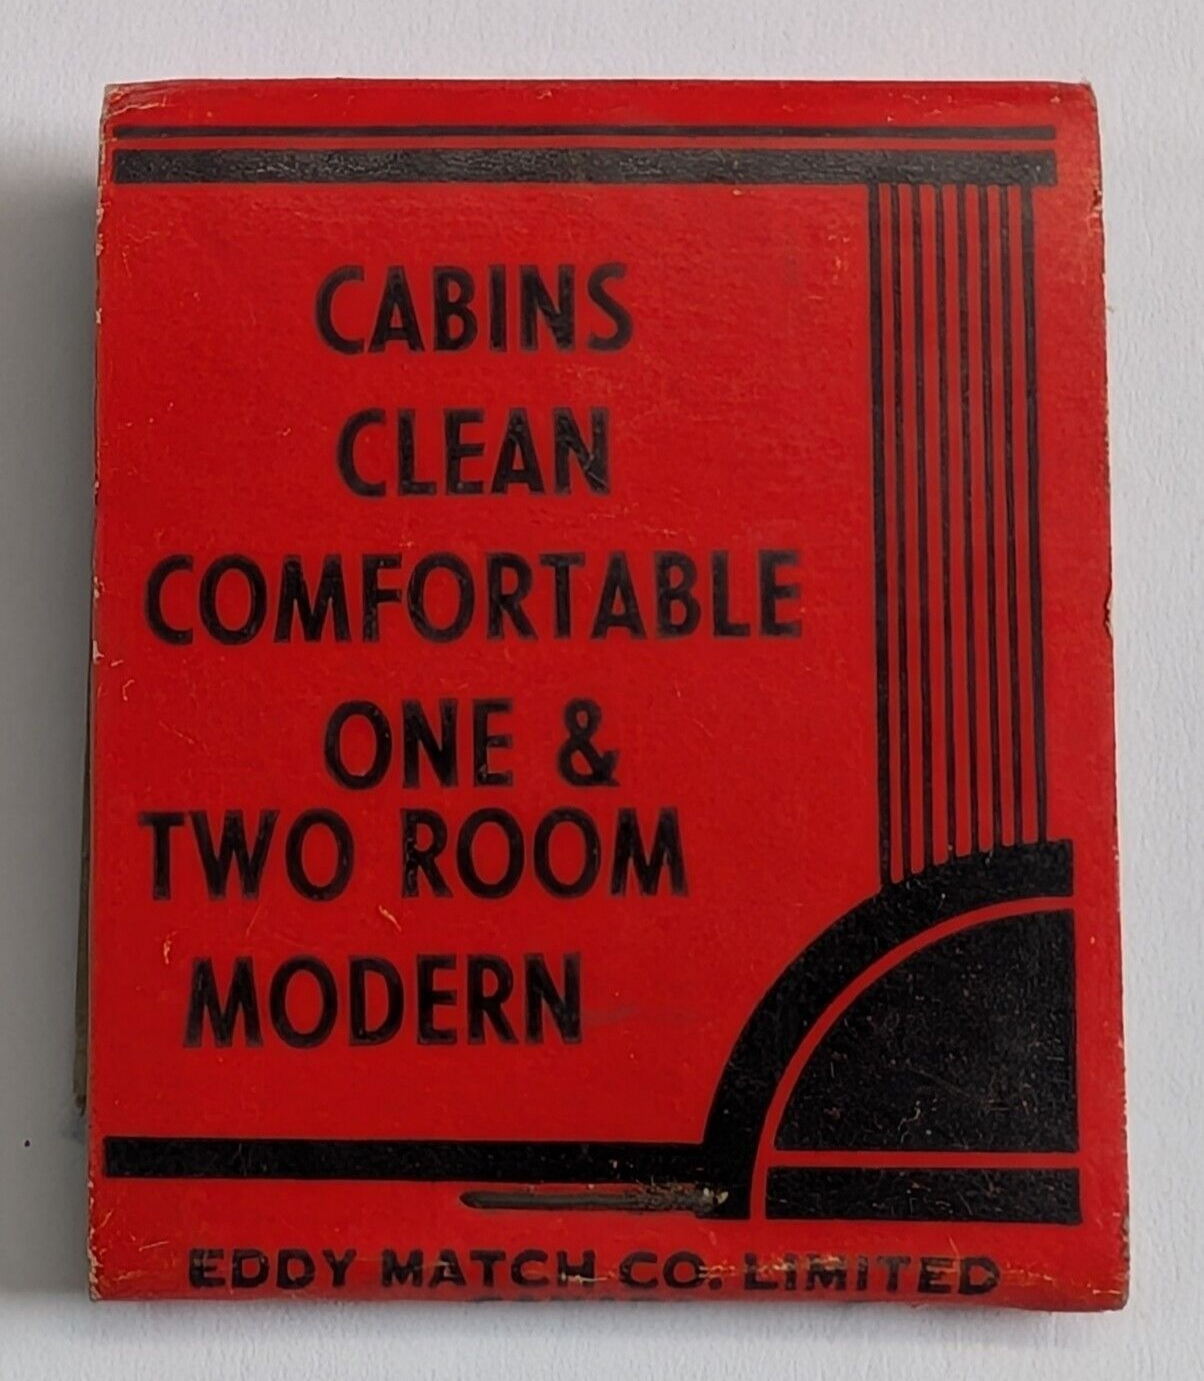 CABINS
CLEAN
COMFORTABLE
ONE &
TWO ROOM
MODERN
EDDY MATCH CO. LIMITED